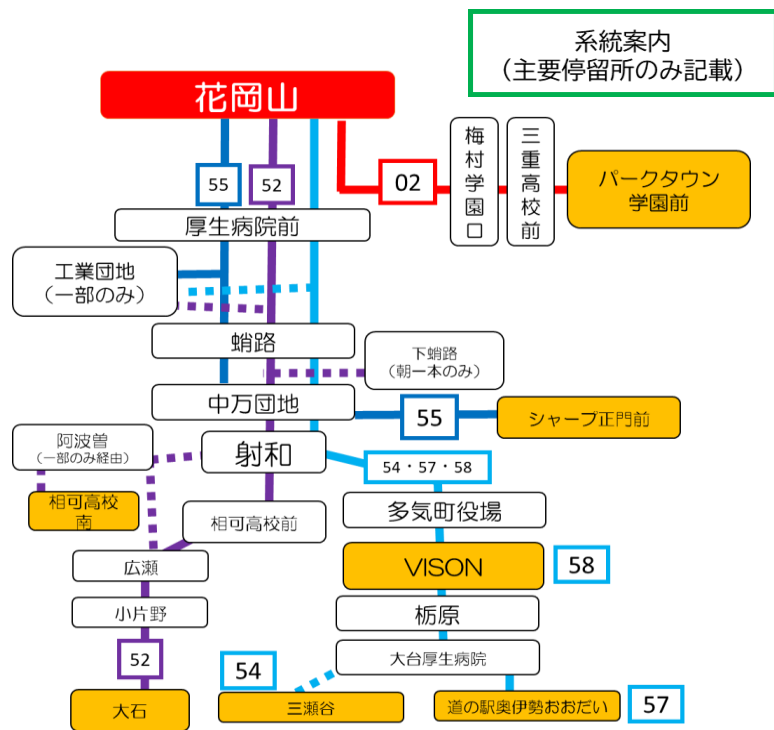 系統案内
（主要停留所のみ記載）
花岡山
55
52
02
梅村学園口
三重高校前
パークタウン
学園前
厚生病院前
工業団地
（一部のみ）
蛸路
下蛸路
（朝一本のみ）
中万団地
55
シャープ正門前
阿波曽
（一部のみ経由）
射和
54・57・58
相可高校
南
相可高校前
多気町役場
広瀬
VISON
58
小片野
栃原
52
大台厚生病院
54
大石
三瀬谷
道の駅奥伊勢おおだい
57